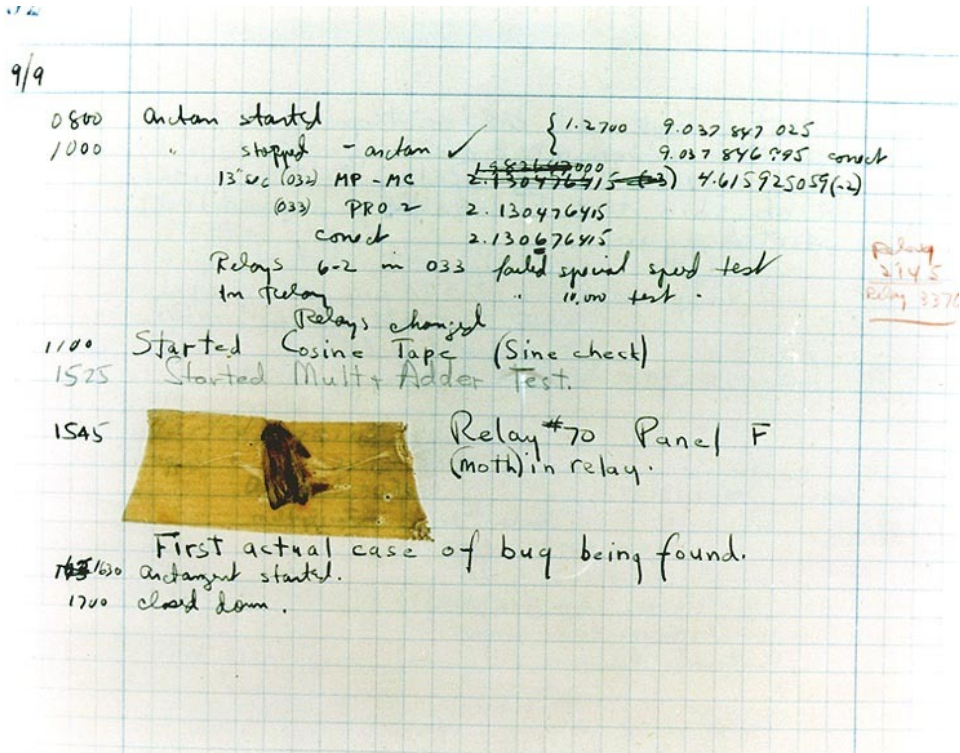 9/9
0800 Antan started { 1.2700 9.037 847 025
1000 " stopped - antan ✓ 9.037 846 995 conect
13" uc (032) MP - MC 2.130476415 (-3) 4.615925059(-2)
(033) PRO 2 2.130476415
conect 2.130676415
Relays 6-2 in 033 failed special speed test
In Relay " 10.000 test .
Relay
2145
Relay 3370
Relays changed
1100 Started Cosine Tape (Sine check)
1525 Started Mult + Adder Test.
1545 Relay #70 Panel F
(moth) in relay.
First actual case of bug being found.
1630 antangent started.
1700 closed down.